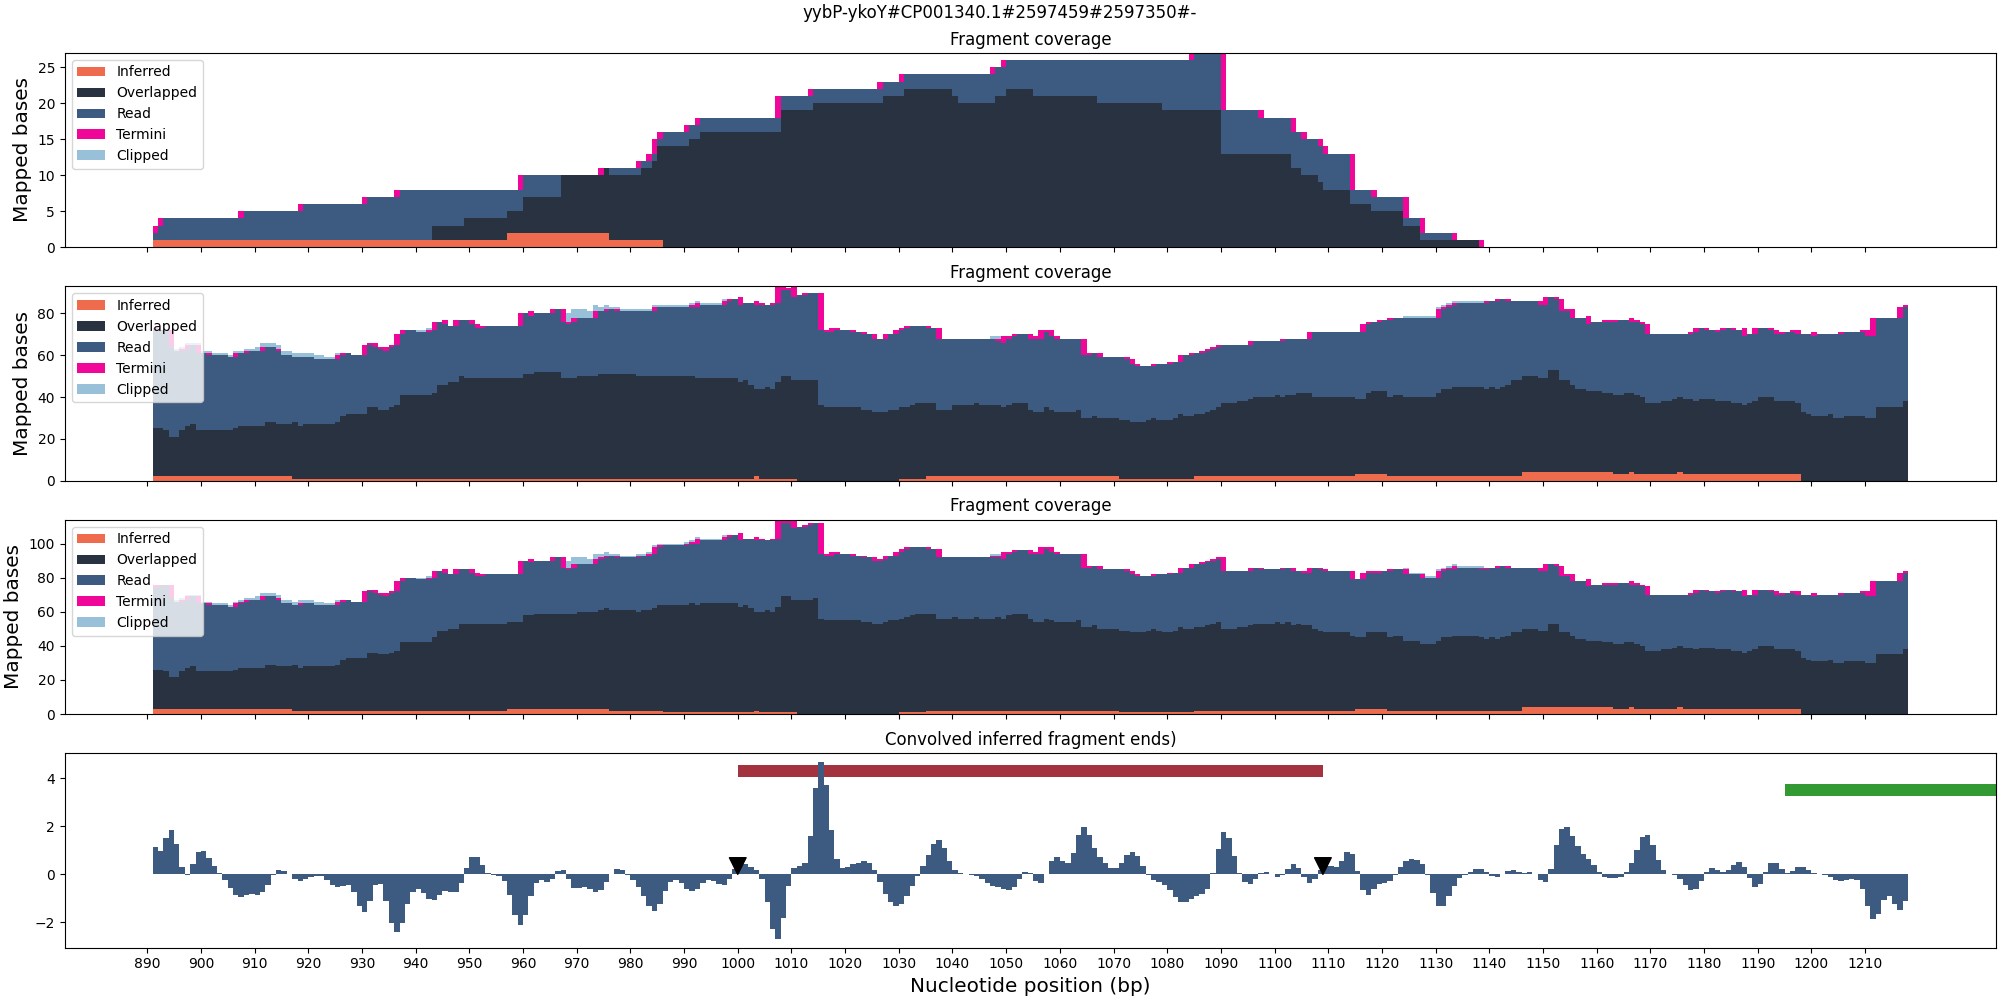 yybP-ykoY#CP001340.1#2597459#2597350#-
Fragment coverage
Mapped bases
25
20
15
10
5
0
Inferred
Overlapped
Read
Termini
Clipped
Fragment coverage
Mapped bases
80
60
40
20
0
Inferred
Overlapped
Read
Termini
Clipped
Fragment coverage
Mapped bases
100
80
60
40
20
0
Inferred
Overlapped
Read
Termini
Clipped
Convolved inferred fragment ends)
4
2
0
−2
890 900 910 920 930 940 950 960 970 980 990 1000 1010 1020 1030 1040 1050 1060 1070 1080 1090 1100 1110 1120 1130 1140 1150 1160 1170 1180 1190 1200 1210
Nucleotide position (bp)